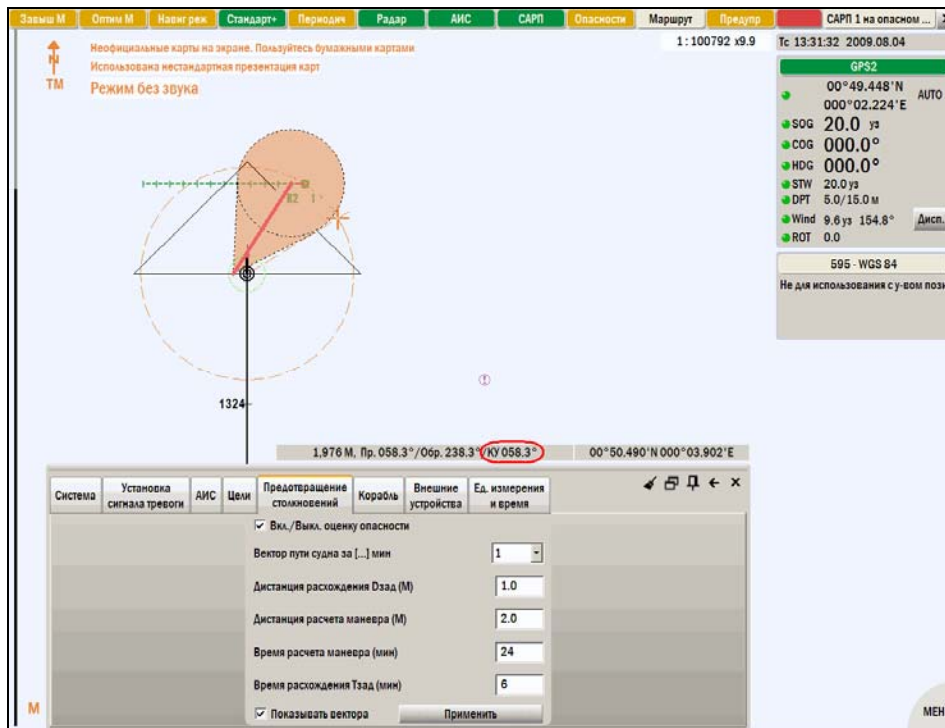 Завыш М Оптим М Навиг реж Стандарт+ Периодич Радар АИС САРП Опасности Маршрут Предупр САРП 1 на опасном ...
N
ТМ
Неофициальные карты на экране. Пользуйтесь бумажными картами
Использована нестандартная презентация карт
Режим без звука
1 : 100792 x9.9
Тс 13:31:32 2009.08.04
GPS2
00°49.448'N
000°02.224'E
AUTO
SOG 20.0 уз
COG 000.0°
HDG 000.0°
STW 20.0 уз
DPT 5.0/15.0 м
Wind 9.6 уз 154.8° Дисп.
ROT 0.0
595 - WGS 84
Не для использования с у-вом пози
1324
1,976 М, Пр. 058.3°/Обр. 238.3°/КУ 058.3° 00°50.490'N 000°03.902'E
Система Установка сигнала тревоги АИС Цели Предотвращение столкновений Корабль Внешние устройства Ед. измерения и время
Вкл./Выкл. оценку опасности
Вектор пути судна за [...] мин 1
Дистанция расхождения Dзад (М) 1.0
Дистанция расчета маневра (М) 2.0
Время расчета маневра (мин) 24
Время расхождения Tзад (мин) 6
Показывать вектора Применить
М
МЕН